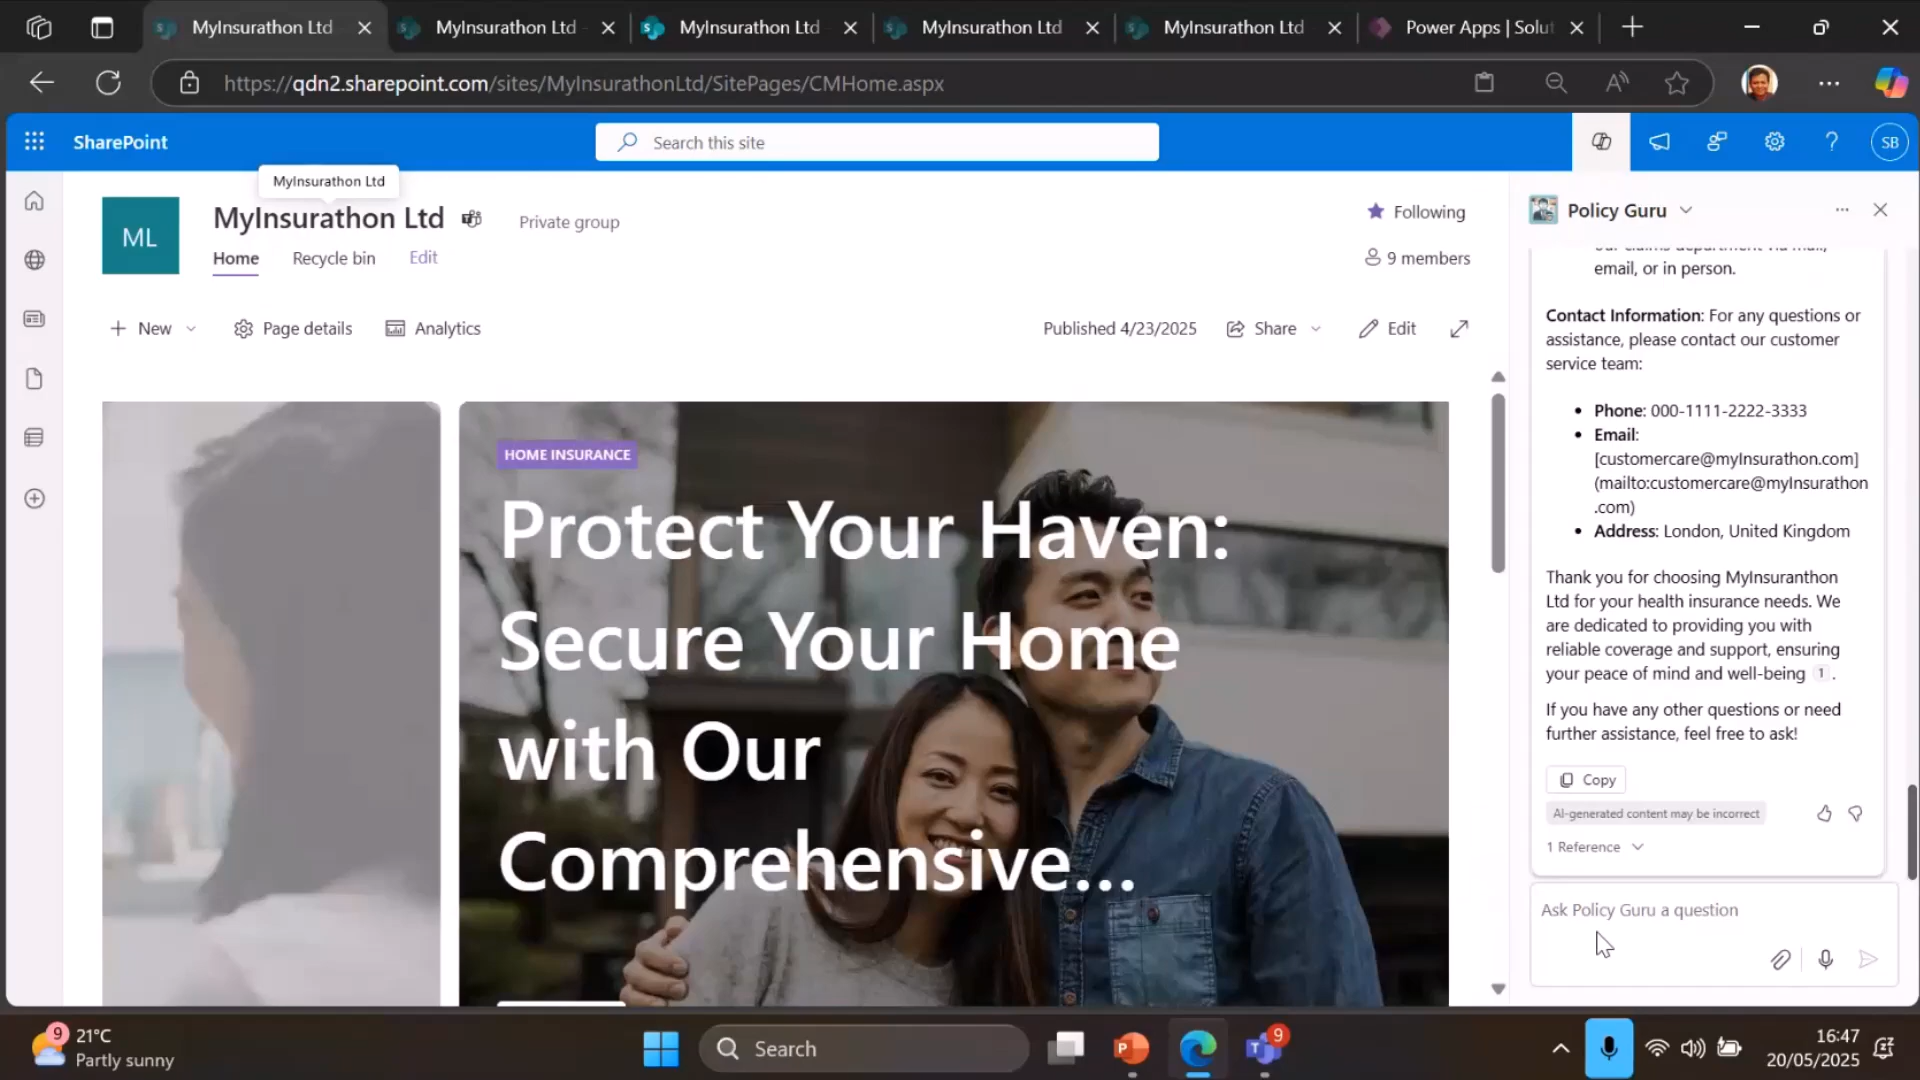 MyInsurathon Ltd
MyInsurathon Ltd
MyInsurathon Ltd
MyInsurathon Ltd
MyInsurathon Ltd
Power Apps | Solut
https://qdn2.sharepoint.com/sites/MyInsurathonLtd/SitePages/CMHome.aspx
SharePoint
Search this site
SB
MyInsurathon Ltd
ML
MyInsurathon Ltd
Private group
Following
Home
Recycle bin
Edit
9 members
New
Page details
Analytics
Published 4/23/2025
Share
Edit
HOME INSURANCE
Protect Your Haven:
Secure Your Home
with Our
Comprehensive...
Policy Guru
our claims department via mail,
email, or in person.
Contact Information: For any questions or
assistance, please contact our customer
service team:
• Phone: 000-1111-2222-3333
• Email:
[customercare@myInsurathon.com]
(mailto:customercare@myInsurathon
.com)
• Address: London, United Kingdom
Thank you for choosing MyInsuranthon
Ltd for your health insurance needs. We
are dedicated to providing you with
reliable coverage and support, ensuring
your peace of mind and well-being 1 .
If you have any other questions or need
further assistance, feel free to ask!
Copy
AI-generated content may be incorrect
1 Reference
Ask Policy Guru a question
9
21°C
Partly sunny
Search
9
16:47
20/05/2025